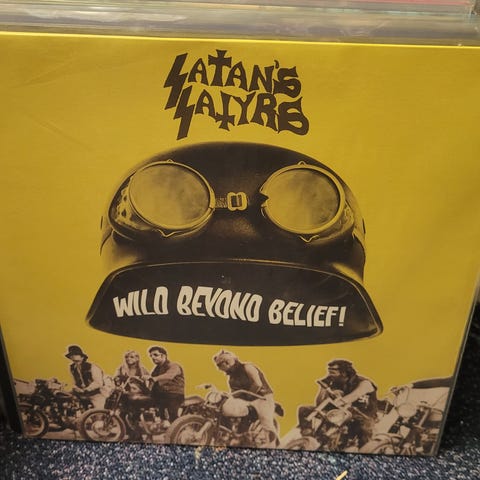 SATAN'S
SATYRS
WILD BEYOND BELIEF!